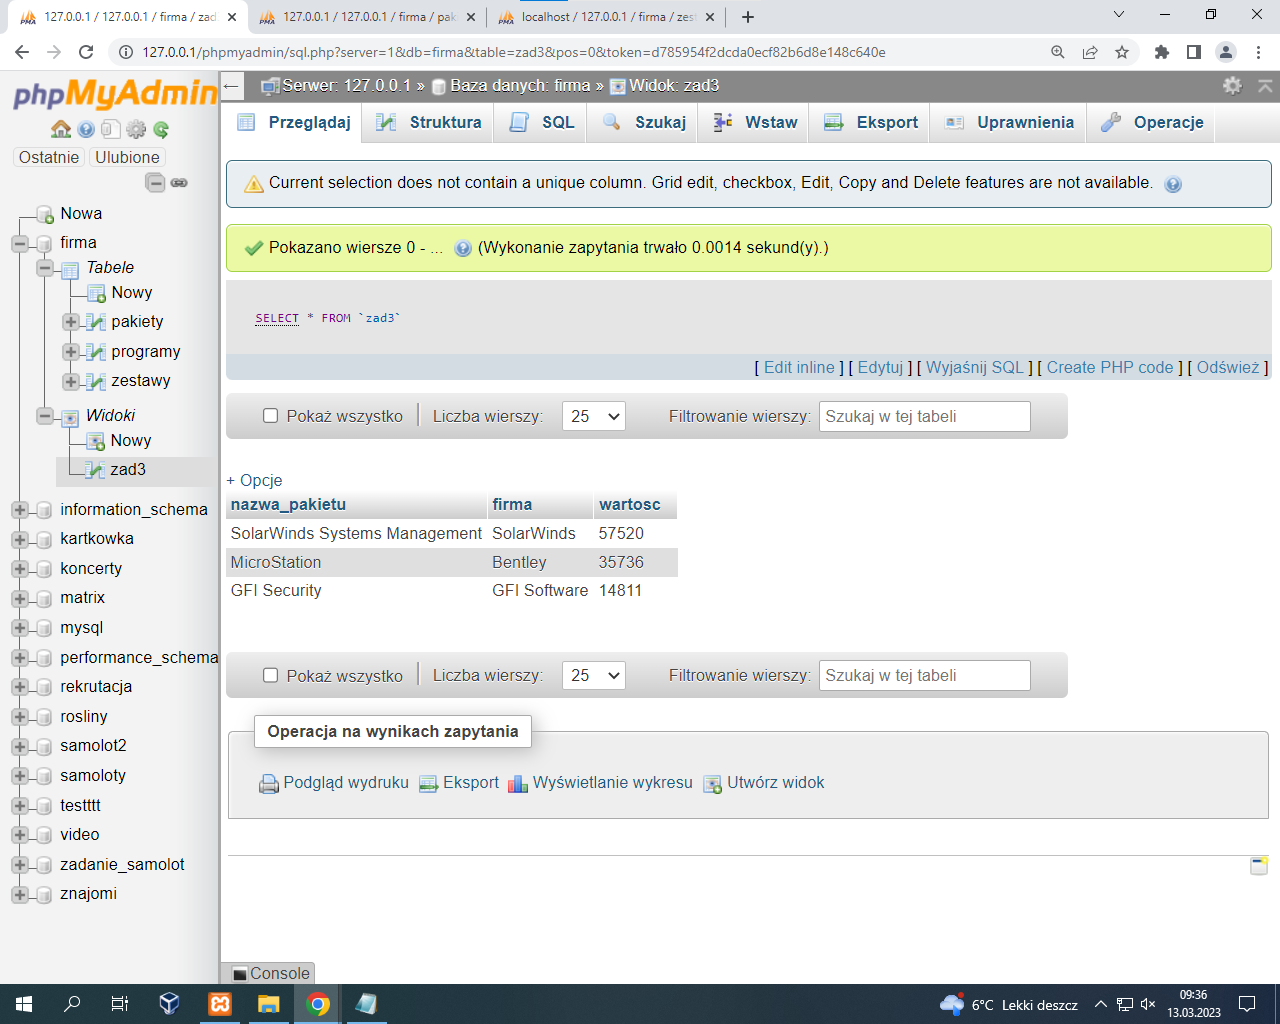 127.0.0.1 / 127.0.0.1 / firma / zad
127.0.0.1 / 127.0.0.1 / firma / pak
localhost / 127.0.0.1 / firma / zes
127.0.0.1/phpmyadmin/sql.php?server=1&db=firma&table=zad3&pos=0&token=d785954f2dcda0ecf82b6d8e148c640e
phpMyAdmin
Ostatnie Ulubione
Nowa
firma
Tabele
Nowy
pakiety
programy
zestawy
Widoki
Nowy
zad3
information_schema
kartkowka
koncerty
matrix
mysql
performance_schema
rekrutacja
rosliny
samolot2
samoloty
testttt
video
zadanie_samolot
znajomi
Serwer: 127.0.0.1 » Baza danych: firma » Widok: zad3
Przeglądaj Struktura SQL Szukaj Wstaw Eksport Uprawnienia Operacje
Current selection does not contain a unique column. Grid edit, checkbox, Edit, Copy and Delete features are not available.
Pokazano wiersze 0 - ... (Wykonanie zapytania trwało 0.0014 sekund(y).)
SELECT * FROM `zad3`
[ Edit inline ] [ Edytuj ] [ Wyjaśnij SQL ] [ Create PHP code ] [ Odśwież ]
Pokaż wszystko Liczba wierszy: 25 Filtrowanie wierszy: Szukaj w tej tabeli
+ Opcje
nazwa_pakietu firma wartosc
SolarWinds Systems Management SolarWinds 57520
MicroStation Bentley 35736
GFI Security GFI Software 14811
Pokaż wszystko Liczba wierszy: 25 Filtrowanie wierszy: Szukaj w tej tabeli
Operacja na wynikach zapytania
Podgląd wydruku Eksport Wyświetlanie wykresu Utwórz widok
Console
6°C Lekki deszcz
09:36
13.03.2023